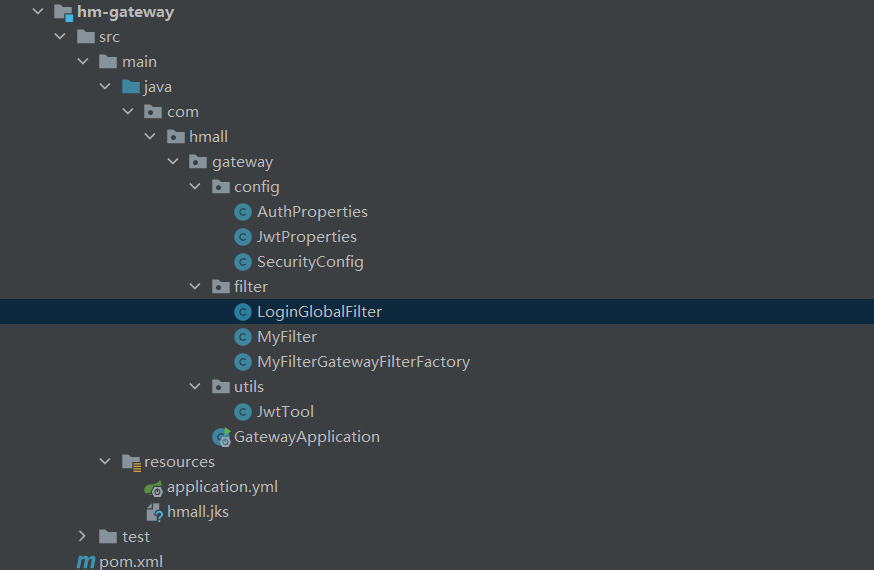 hm-gateway
src
main
java
com
hmall
gateway
config
AuthProperties
JwtProperties
SecurityConfig
filter
LoginGlobalFilter
MyFilter
MyFilterGatewayFilterFactory
utils
JwtTool
GatewayApplication
resources
application.yml
hmall.jks
test
pom.xml